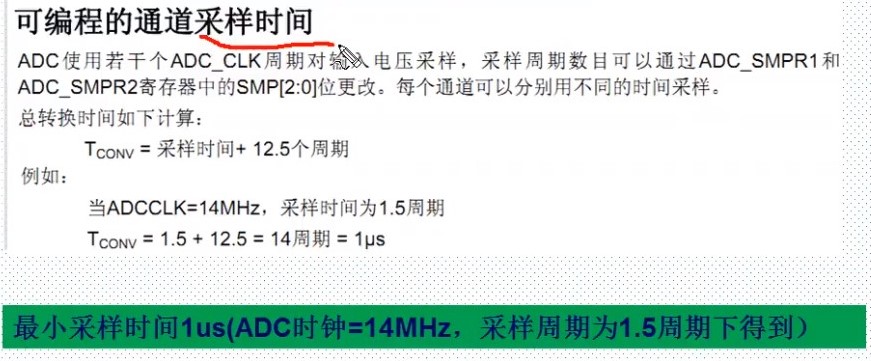 可编程的通道采样时间
ADC使用若干个ADC_CLK周期对输入电压采样，采样周期数目可以通过ADC_SMPR1和
ADC_SMPR2寄存器中的SMP[2:0]位更改。每个通道可以分别用不同的时间采样。
总转换时间如下计算：
TCONV = 采样时间+ 12.5个周期
例如：
当ADCCLK=14MHz，采样时间为1.5周期
TCONV = 1.5 + 12.5 = 14周期 = 1μs
最小采样时间1us(ADC时钟=14MHz，采样周期为1.5周期下得到）